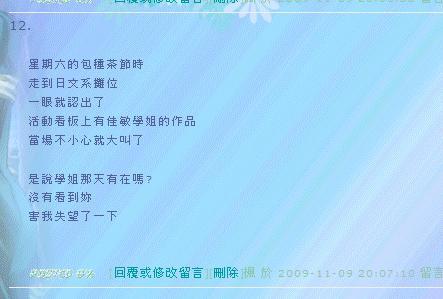 回覆或修改留言 刪除 於 2009-11-09
12.
星期六的包種茶節時
走到日文系攤位
一眼就認出了
活動看板上有佳敏學姐的作品
當場不小心就大叫了
是說學姐那天有在嗎?
沒有看到妳
害我失望了一下
[回覆或修改留言][刪除] 於 2009-11-09 20:07:10 留言